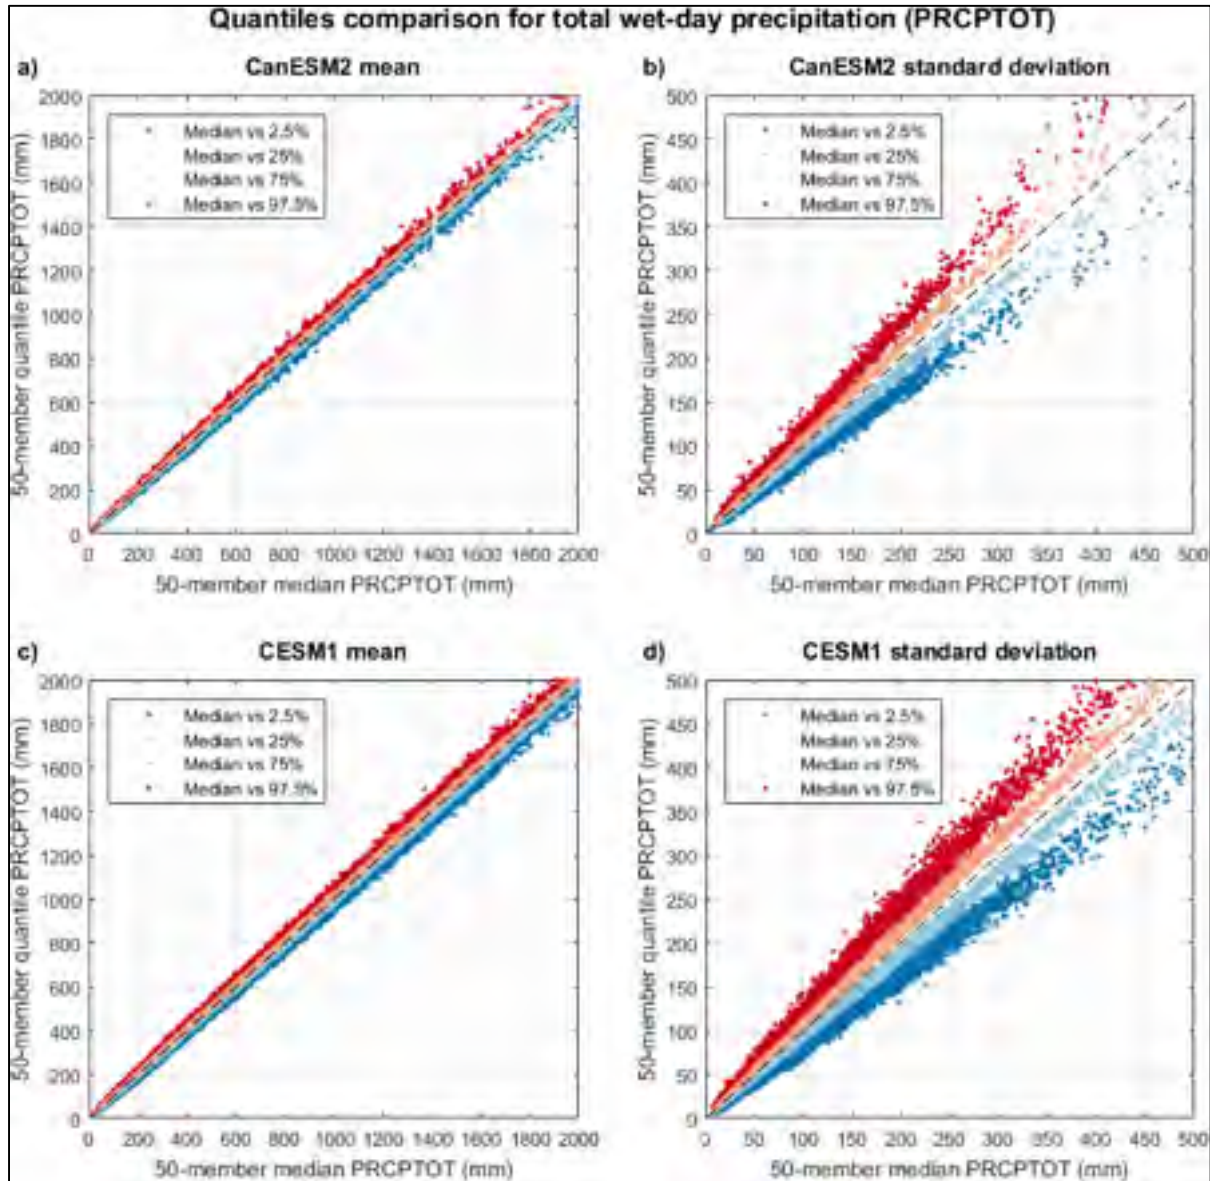 Quantiles comparison for total wet-day precipitation (PRCPTOT)
a)
CanESM2 mean
2000
1800
1600
1400
1200
1000
800
600
400
200
0
50-member quantile PRCPTOT (mm)
Median vs 2.5%
Median vs 25%
Median vs 75%
Median vs 97.5%
0 200 400 600 800 1000 1200 1400 1600 1800 2000
50-member median PRCPTOT (mm)
b)
CanESM2 standard deviation
500
450
400
350
300
250
200
150
100
50
0
50-member quantile PRCPTOT (mm)
Median vs 2.5%
Median vs 25%
Median vs 75%
Median vs 97.5%
0 50 100 150 200 250 300 350 400 450 500
50-member median PRCPTOT (mm)
c)
CESM1 mean
2000
1800
1600
1400
1200
1000
800
600
400
200
0
50-member quantile PRCPTOT (mm)
Median vs 2.5%
Median vs 25%
Median vs 75%
Median vs 97.5%
0 200 400 600 800 1000 1200 1400 1600 1800 2000
50-member median PRCPTOT (mm)
d)
CESM1 standard deviation
500
450
400
350
300
250
200
150
100
50
0
50-member quantile PRCPTOT (mm)
Median vs 2.5%
Median vs 25%
Median vs 75%
Median vs 97.5%
0 50 100 150 200 250 300 350 400 450 500
50-member median PRCPTOT (mm)